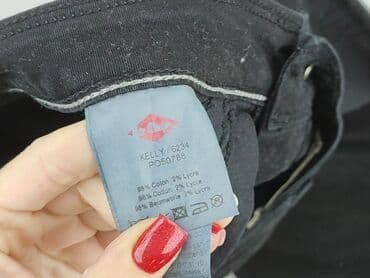 KELLY / 6234
PO50788
98% Coton 2% Lycra
98% Cotton 2% Lycra
98% Baumwolle 2% Lycra